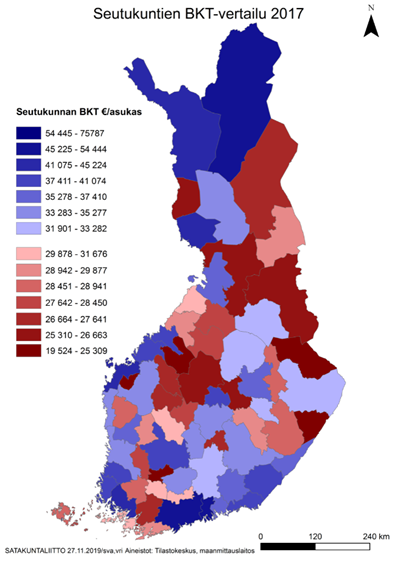 Seutukuntien BKT-vertailu 2017
N
Seutukunnan BKT €/asukas
54 445 - 75787
45 225 - 54 444
41 075 - 45 224
37 411 - 41 074
35 278 - 37 410
33 283 - 35 277
31 901 - 33 282
29 878 - 31 676
28 942 - 29 877
28 451 - 28 941
27 642 - 28 450
26 664 - 27 641
25 310 - 26 663
19 524 - 25 309
SATAKUNTALIITTO 27.11.2019/sva,vri Aineistot: Tilastokeskus, maanmittauslaitos
0 120 240 km